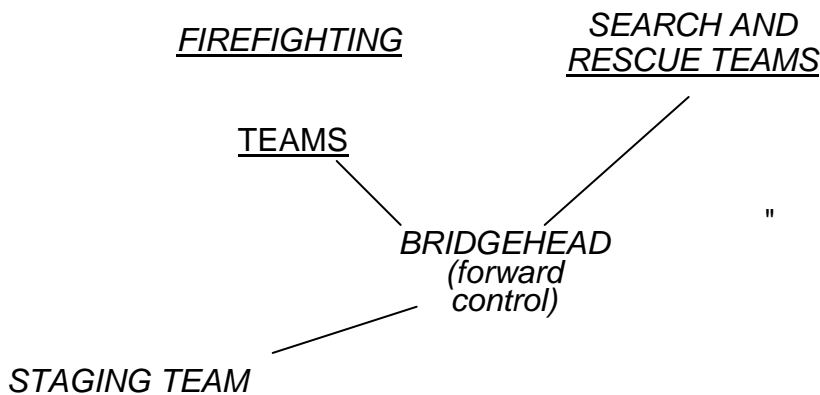 FIREFIGHTING
SEARCH AND
RESCUE TEAMS
TEAMS
"
BRIDGEHEAD
(forward
control)
STAGING TEAM